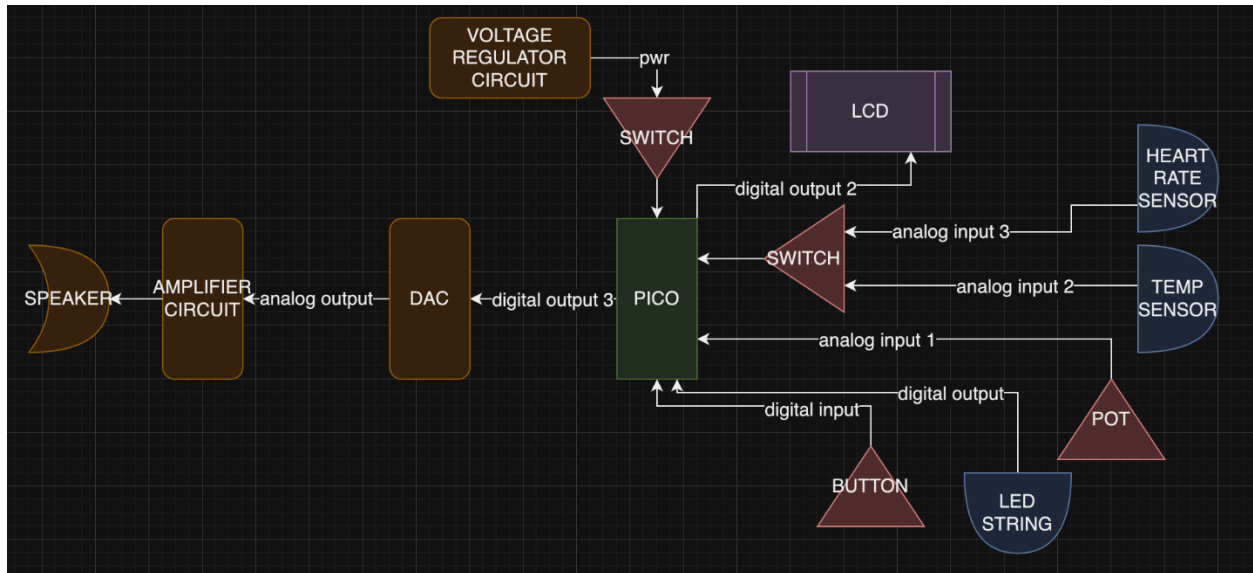 VOLTAGE
REGULATOR
CIRCUIT
pwr
SWITCH
LCD
HEART
RATE
SENSOR
digital output 2
analog input 3
SWITCH
SPEAKER
AMPLIFIER
CIRCUIT
analog output
DAC
digital output 3
PICO
analog input 2
TEMP
SENSOR
analog input 1
digital output
digital input
POT
BUTTON
LED
STRING